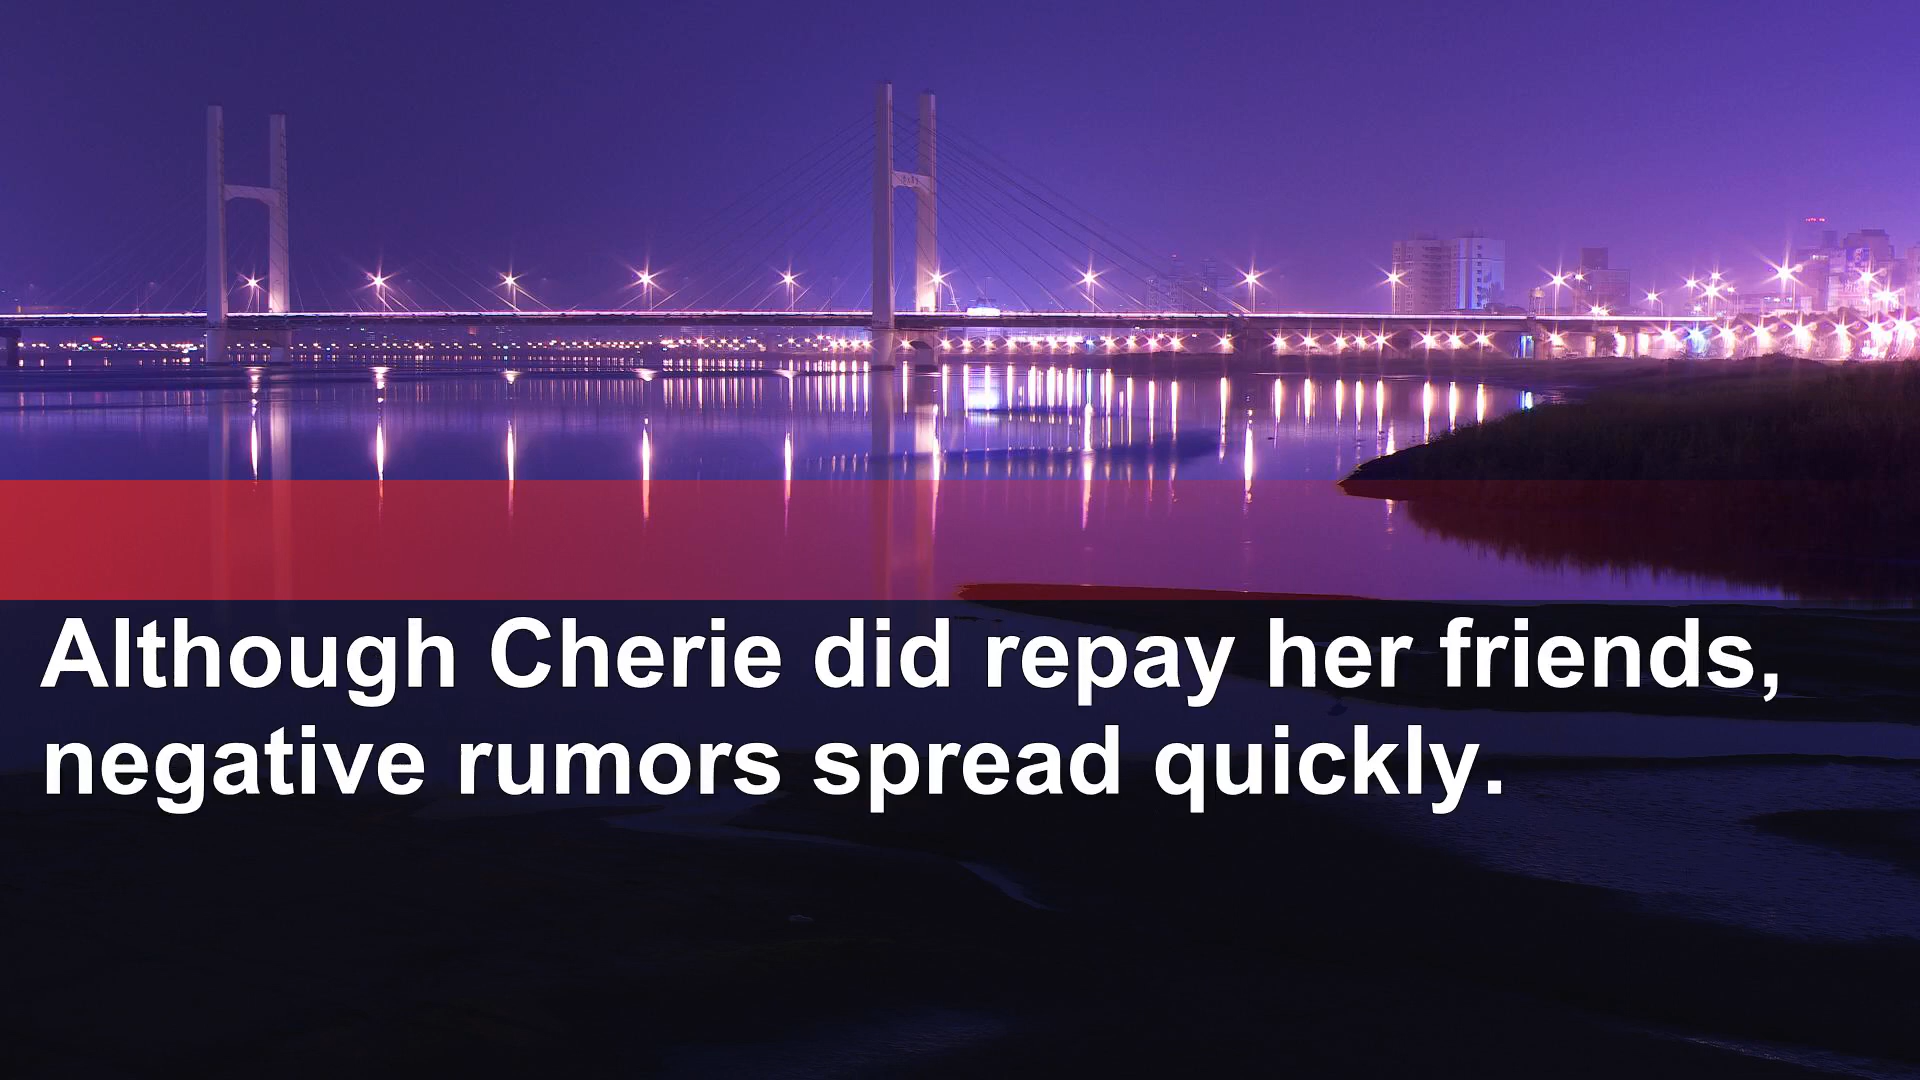 Although Cherie did repay her friends,
negative rumors spread quickly.